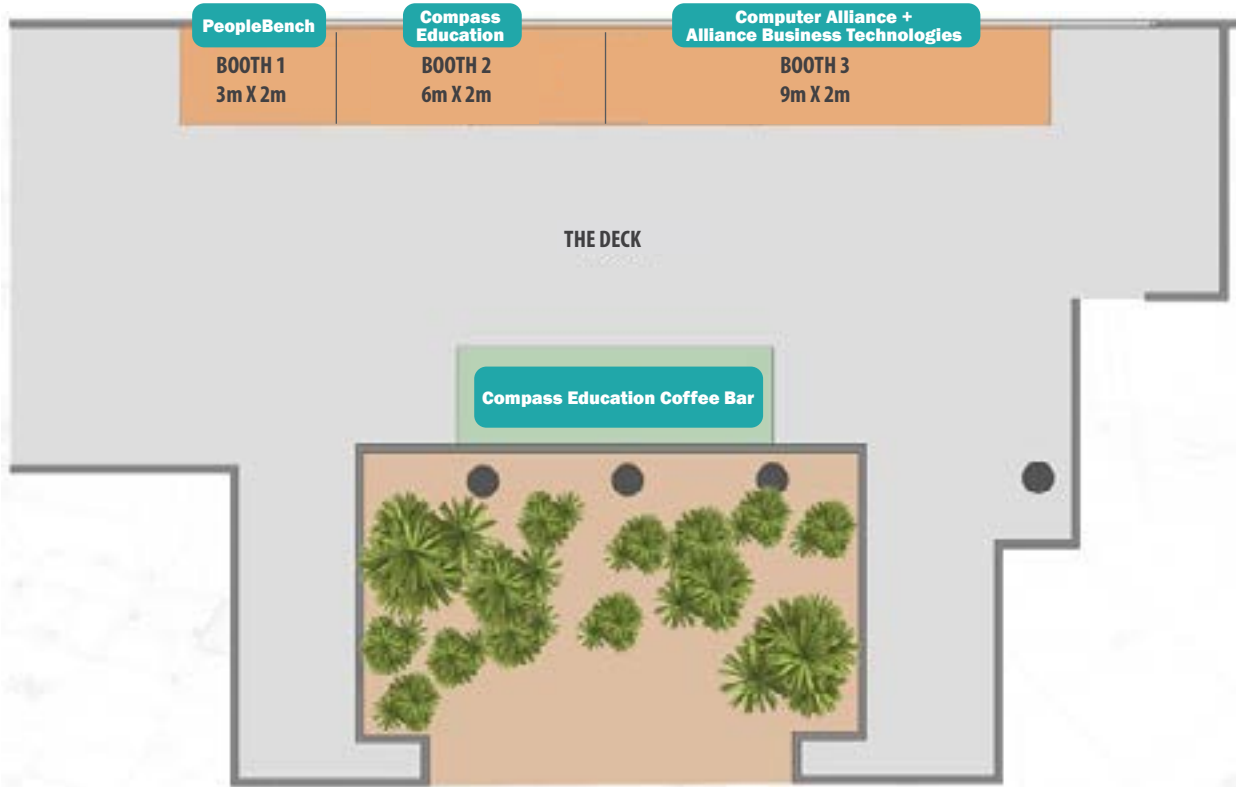 PeopleBench
Compass
Education
Computer Alliance +
Alliance Business Technologies
BOOTH 1
3m X 2m
BOOTH 2
6m X 2m
BOOTH 3
9m X 2m
THE DECK
Compass Education Coffee Bar